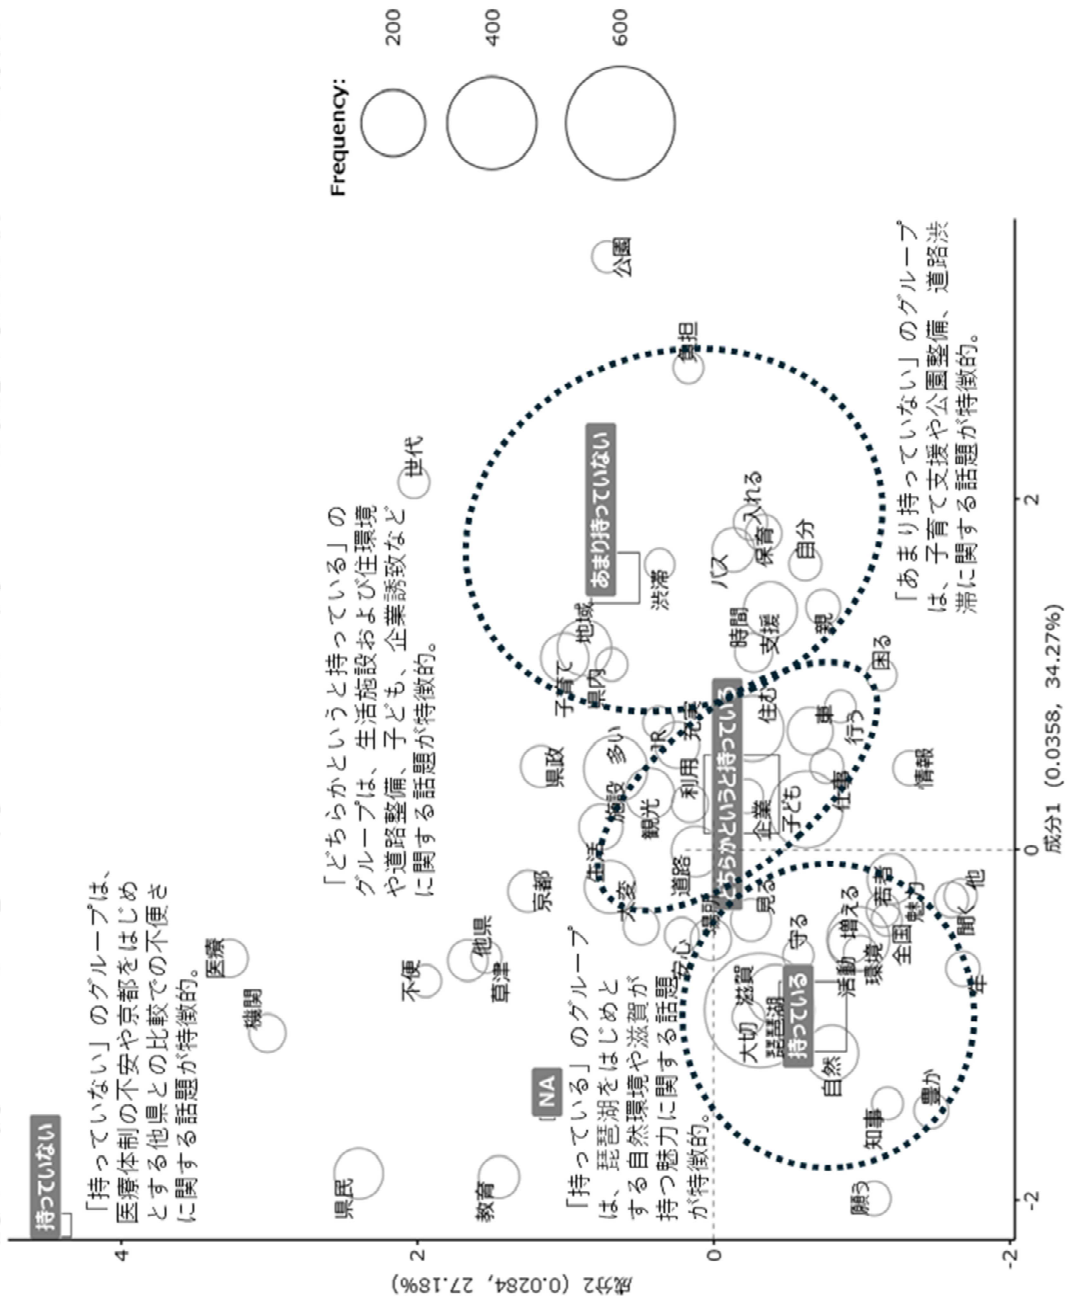 持っていない
「持っていない」のグループは、
医療体制の不安や京都をはじめ
とする他県との比較での不便さ
に関する話題が特徴的。
「どちらかというと持っている」の
グループは、生活施設および住環境
や道路整備、子ども、企業誘致など
に関する話題が特徴的。
Frequency:
200
400
600
医療
機関
県民
不便
世代
他県
草津
教育
京都
県政
NA
「持っている」のグループ
は、琵琶湖をはじめと
する自然環境や滋賀が
持つ魅力に関する話題
が特徴的。
子育て
地域
県内
あまり持っていない
公園
渋滞
負担
生活
施設
多い
大変
観光
JR
道路
利用
充実
安心
場所
どちらかというと持っている
バス
時間
入れる
保育
支援
自分
親
住む
見る
企業
子ども
車
行う
仕事
困る
情報
滋賀
大切
琵琶湖
持っている
守る
増える
活動
環境
若者
全国
魅力
自然
聞く
他
年
知事
豊か
願う
「あまり持っていない」のグループ
は、子育て支援や公園整備、道路渋
滞に関する話題が特徴的。
4
2
0
-2
成分2 (0.0284, 27.18%)
-2
0
2
成分1 (0.0358, 34.27%)